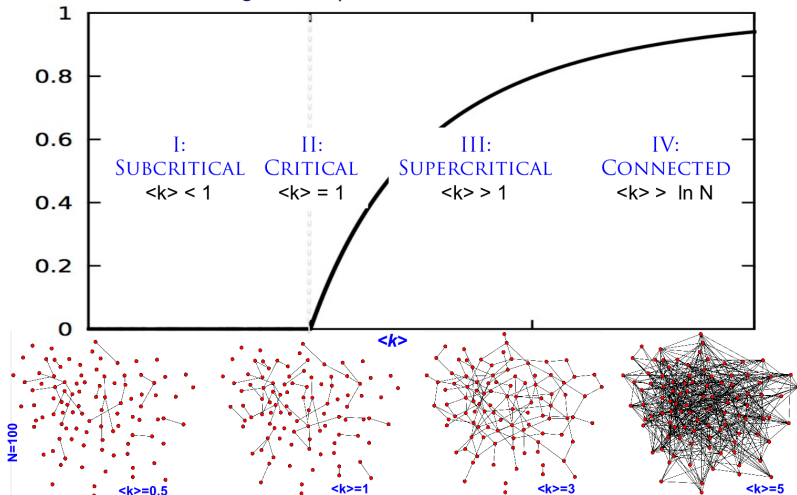 1
0.8
0.6
0.4
0.2
0
I:
SUBCRITICAL
<k> < 1
II:
CRITICAL
<k> = 1
III:
SUPERCRITICAL
<k> > 1
IV:
CONNECTED
<k> > ln N
<k>
N=100
<k>=0.5
<k>=1
<k>=3
<k>=5